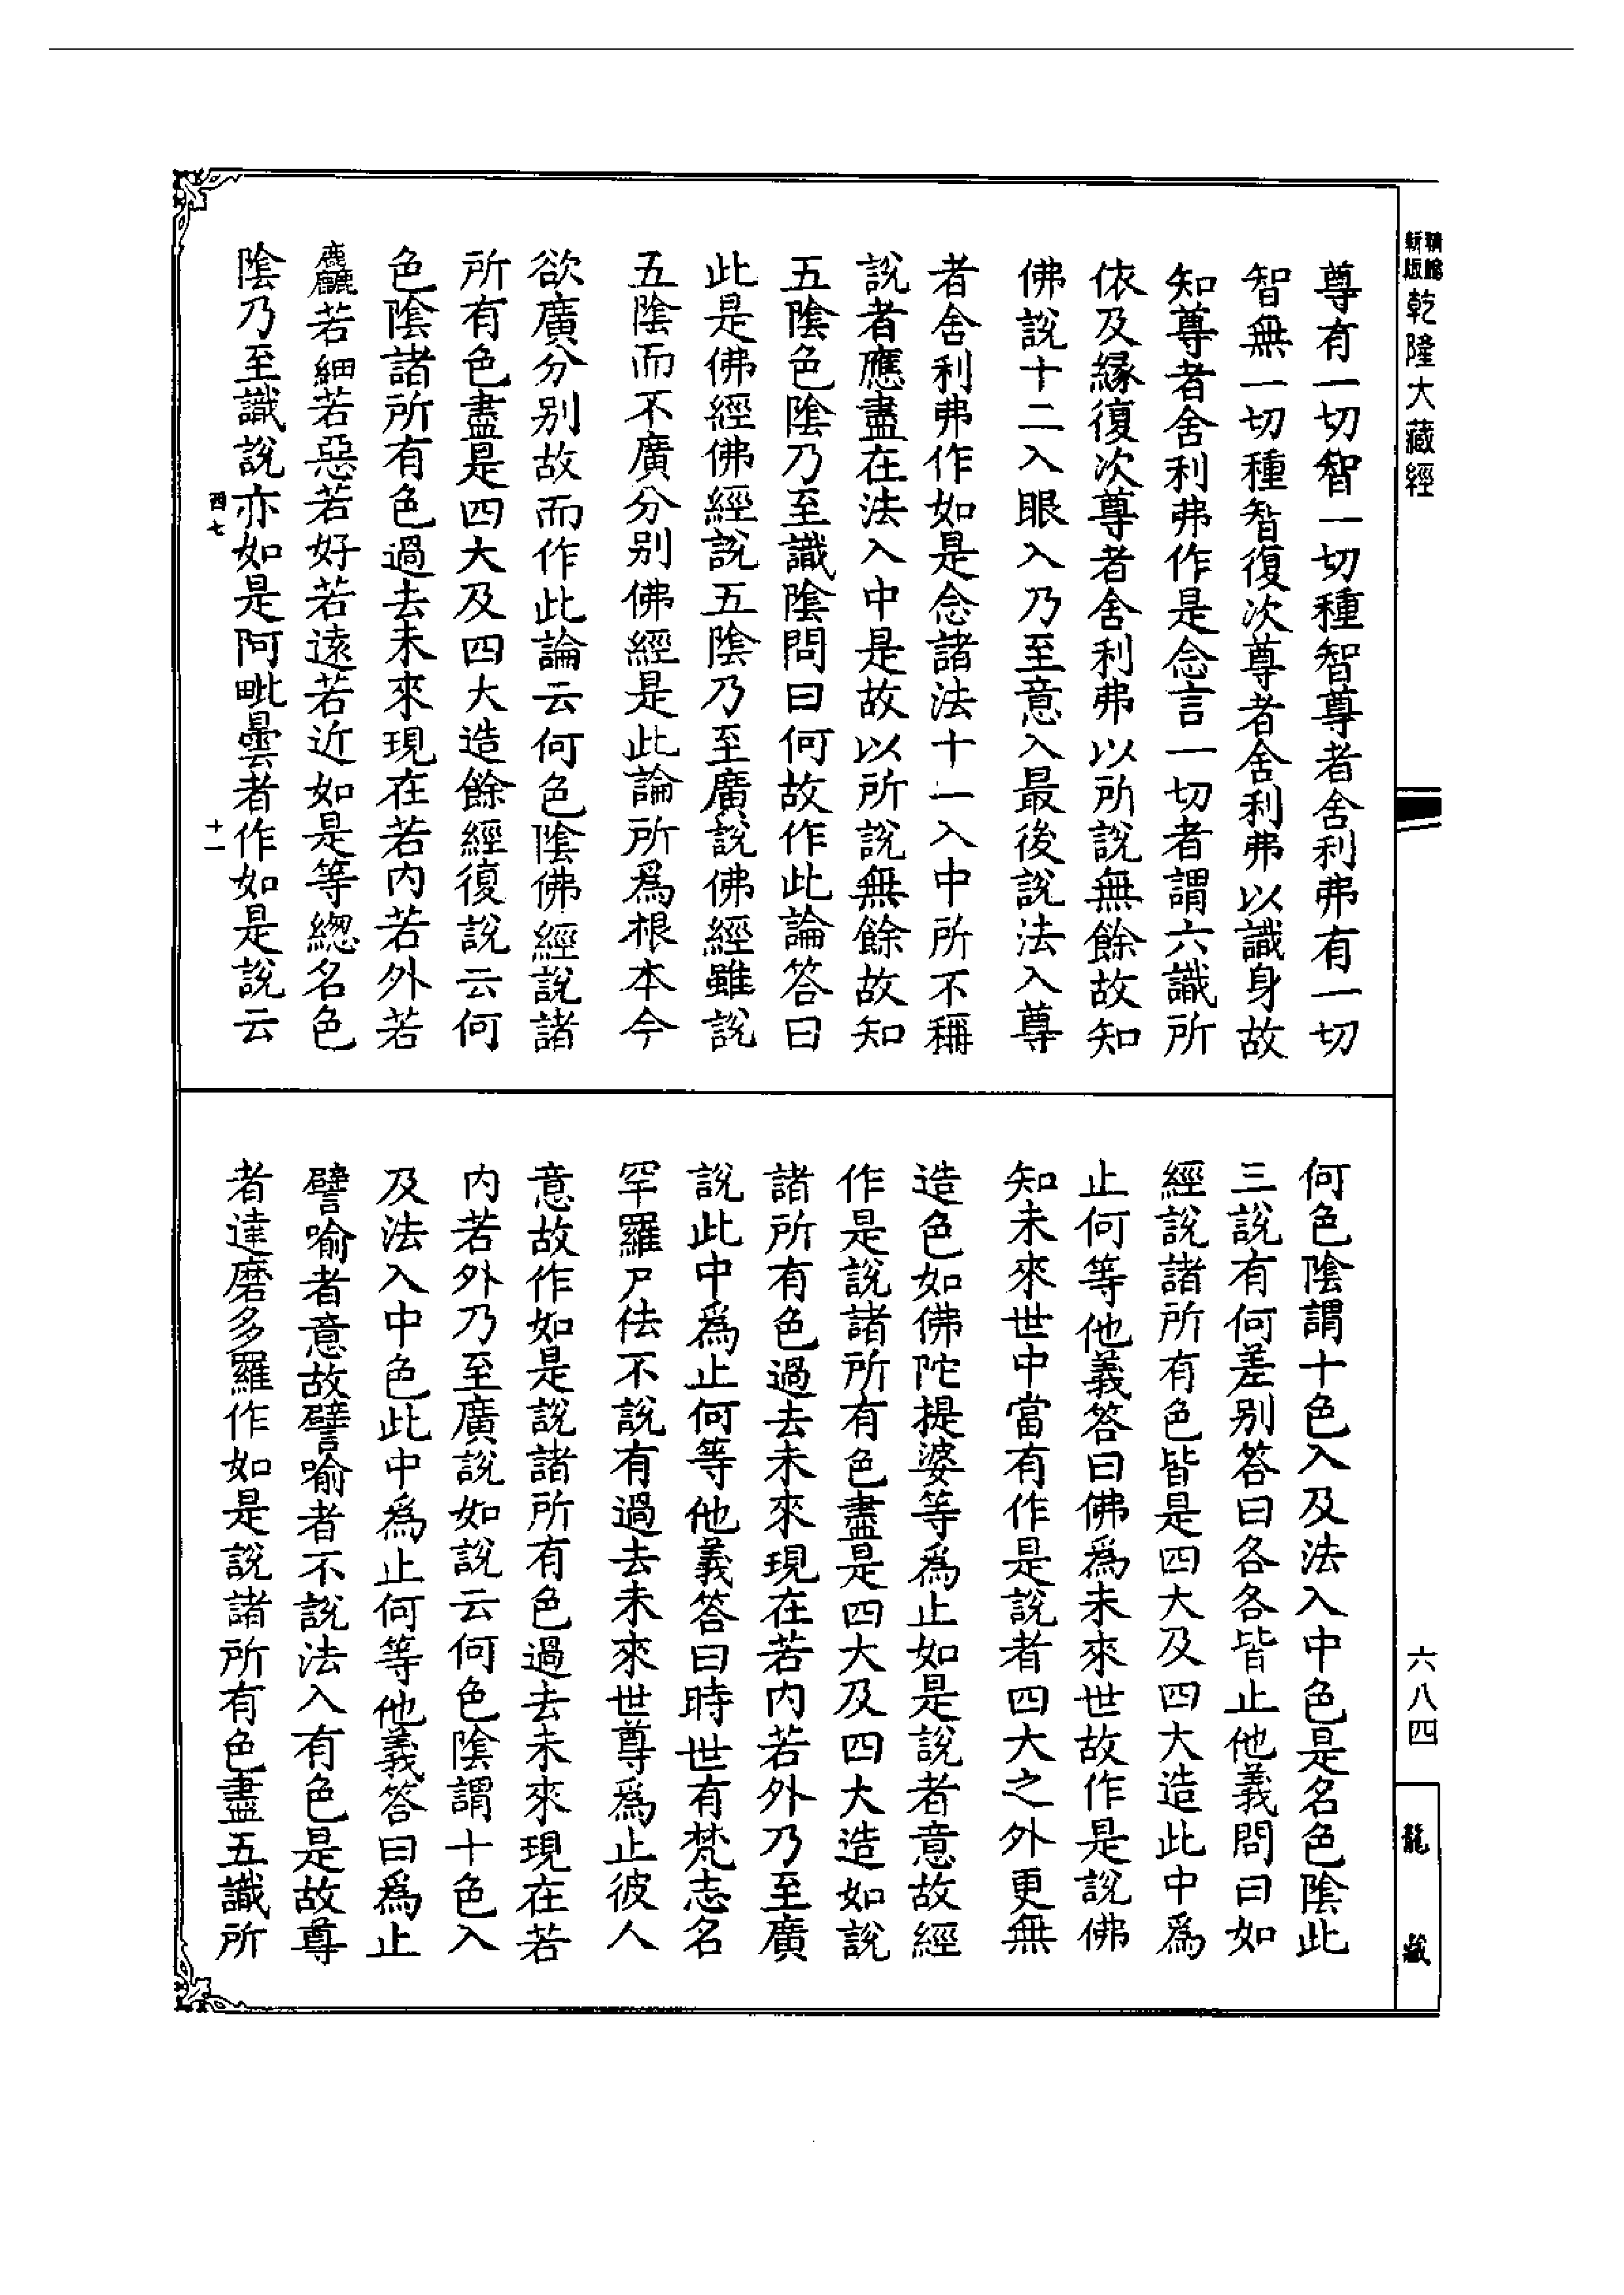 精縮新版乾隆大藏經
尊有一切智一切種智尊者舍利弗有一切
智無一切種智復次尊者舍利弗以識身故
知尊者舍利弗作是念言一切者謂六識所
依及緣復次尊者舍利弗以所說無餘故知
佛說十二入眼入乃至意入最後說法入尊
者舍利弗作如是念諸法十一入中所不稱
說者應盡在法入中是故以所說無餘故知
五陰色陰乃至識陰問曰何故作此論答曰
此是佛經佛經說五陰乃至廣說佛經雖說
五陰而不廣分別佛經是此論所為根本今
欲廣分別故而作此論云何色陰佛經說諸
所有色盡是四大及四大造餘經復說云何
色陰諸所有色過去未來現在若內若外若
麤若細若惡若好若遠若近如是等總名色
陰乃至識說亦如是阿毗曇者作如是說云
四七
十一
何色陰謂十色入及法入中色是名色陰此
三說有何差別答曰各各皆止他義問曰如
經說諸所有色皆是四大及四大造此中為
止何等他義答曰佛為未來世故作是說佛
知未來世中當有作是說者四大之外更無
造色如佛陀提婆等為止如是說者意故經
作是說諸所有色盡是四大及四大造如說
諸所有色過去未來現在若內若外乃至廣
說此中為止何等他義答曰時世有梵志名
罕羅尸佉不說有過去未來世尊為止彼人
意故作如是說諸所有色過去未來現在若
內若外乃至廣說如說云何色陰謂十色入
及法入中色此中為止何等他義答曰為止
譬喻者意故譬喻者不說法入有色是故尊
者達磨多羅作如是說諸所有色盡五識所
六八四
龍藏